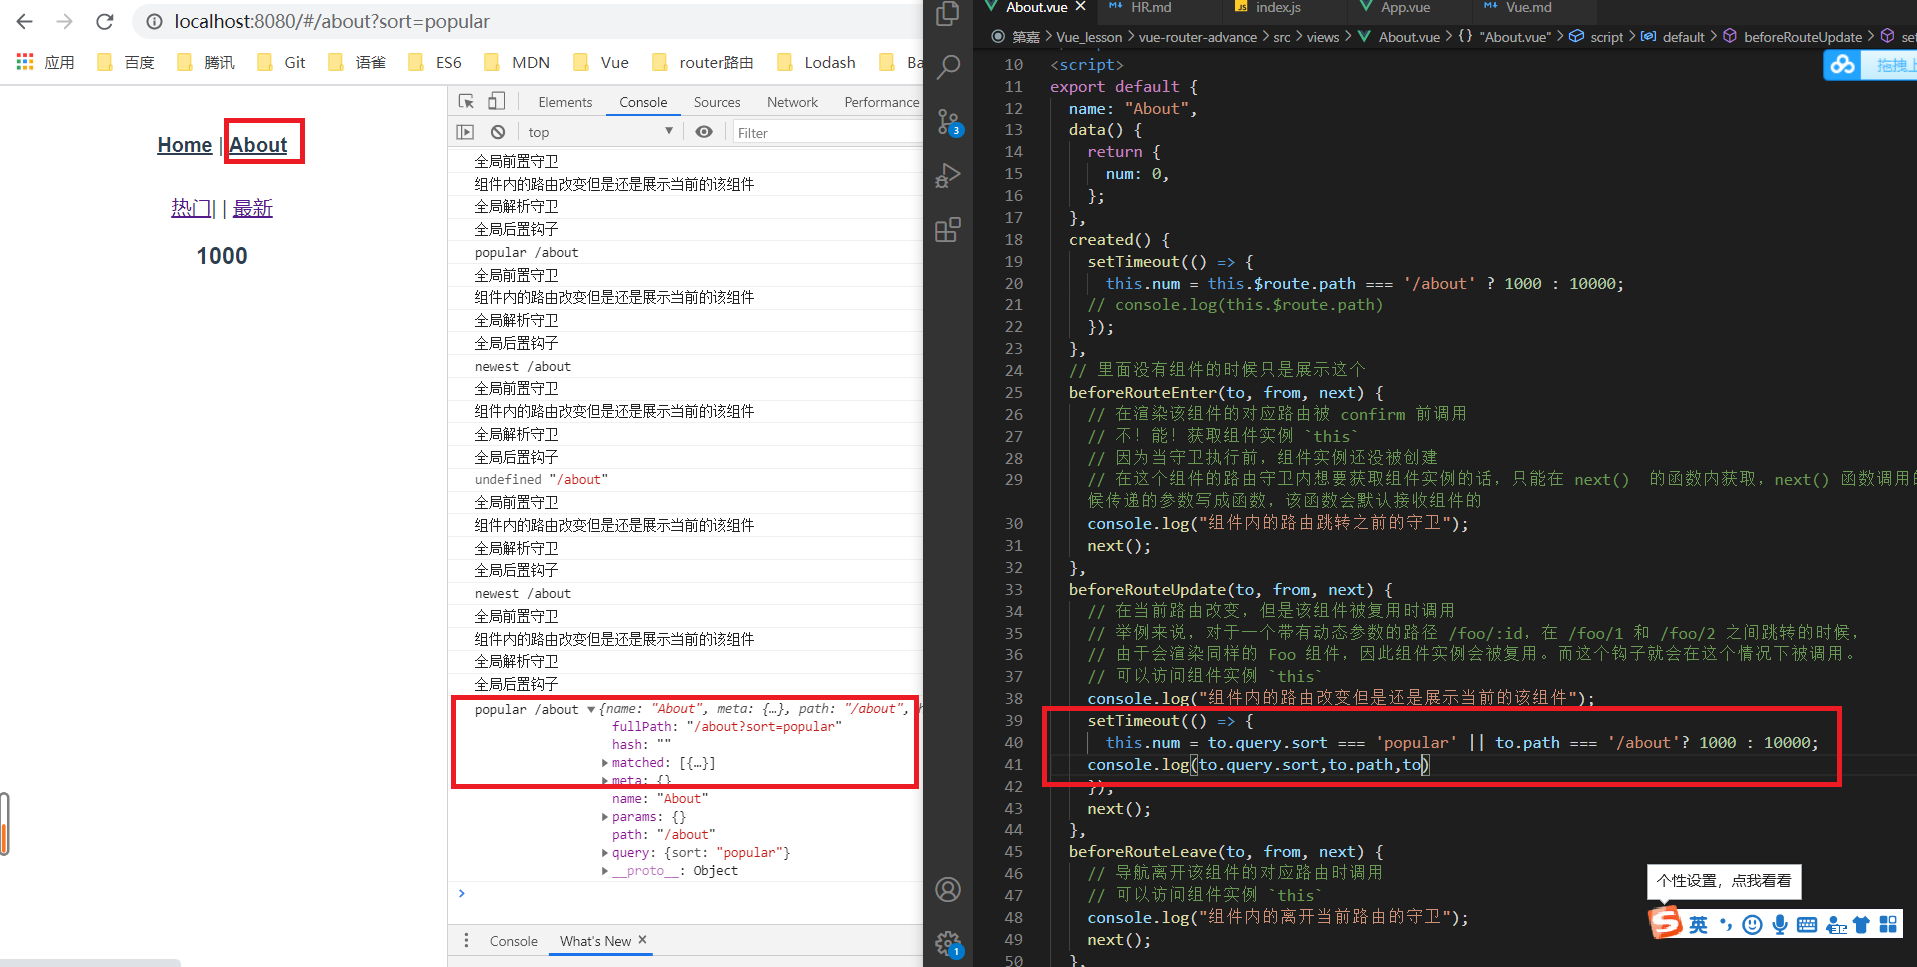 localhost:8080/#/about?sort=popular
应用 百度 腾讯 Git 语雀 ES6 MDN Vue router路由 Lodash Ba
Home | About
热门| | 最新
1000
Elements Console Sources Network Performance
top Filter
全局前置守卫
组件内的路由改变但是还是展示当前的该组件
全局解析守卫
全局后置钩子
popular /about
全局前置守卫
组件内的路由改变但是还是展示当前的该组件
全局解析守卫
全局后置钩子
newest /about
全局前置守卫
组件内的路由改变但是还是展示当前的该组件
全局解析守卫
全局后置钩子
undefined "/about"
全局前置守卫
组件内的路由改变但是还是展示当前的该组件
全局解析守卫
全局后置钩子
newest /about
全局前置守卫
组件内的路由改变但是还是展示当前的该组件
全局解析守卫
全局后置钩子
popular /about {name: "About", meta: {…}, path: "/about",
fullPath: "/about?sort=popular"
hash: ""
matched: [{…}]
meta: {}
name: "About"
params: {}
path: "/about"
query: {sort: "popular"}
__proto__: Object
Console What's New
About.vue HR.md index.js App.vue Vue.md
第嘉 > Vue_lesson > vue-router-advance > src > views > About.vue > {} "About.vue" > script > default > beforeRouteUpdate > se
拖拽上
3
1
10 <script>
11 export default {
12 name: "About",
13 data() {
14 return {
15 num: 0,
16 };
17 },
18 created() {
19 setTimeout(() => {
20 this.num = this.$route.path === '/about' ? 1000 : 10000;
21 // console.log(this.$route.path)
22 });
23 },
24 // 里面没有组件的时候只是展示这个
25 beforeRouteEnter(to, from, next) {
26 // 在渲染该组件的对应路由被 confirm 前调用
27 // 不！能！获取组件实例 `this`
28 // 因为当守卫执行前，组件实例还没被创建
29 // 在这个组件的路由守卫内想要获取组件实例的话，只能在 next() 的函数内获取，next() 函数调用的
候传递的参数写成函数，该函数会默认接收组件的
30 console.log("组件内的路由跳转之前的守卫");
31 next();
32 },
33 beforeRouteUpdate(to, from, next) {
34 // 在当前路由改变，但是该组件被复用时调用
35 // 举例来说，对于一个带有动态参数的路径 /foo/:id，在 /foo/1 和 /foo/2 之间跳转的时候，
36 // 由于会渲染同样的 Foo 组件，因此组件实例会被复用。而这个钩子就会在这个情况下被调用。
37 // 可以访问组件实例 `this`
38 console.log("组件内的路由改变但是还是展示当前的该组件");
39 setTimeout(() => {
40 this.num = to.query.sort === 'popular' || to.path === '/about'? 1000 : 10000;
41 console.log(to.query.sort,to.path,to)
42 });
43 next();
44 },
45 beforeRouteLeave(to, from, next) {
46 // 导航离开该组件的对应路由时调用
47 // 可以访问组件实例 `this`
48 console.log("组件内的离开当前路由的守卫");
49 next();
50 },
个性设置，点我看看
英